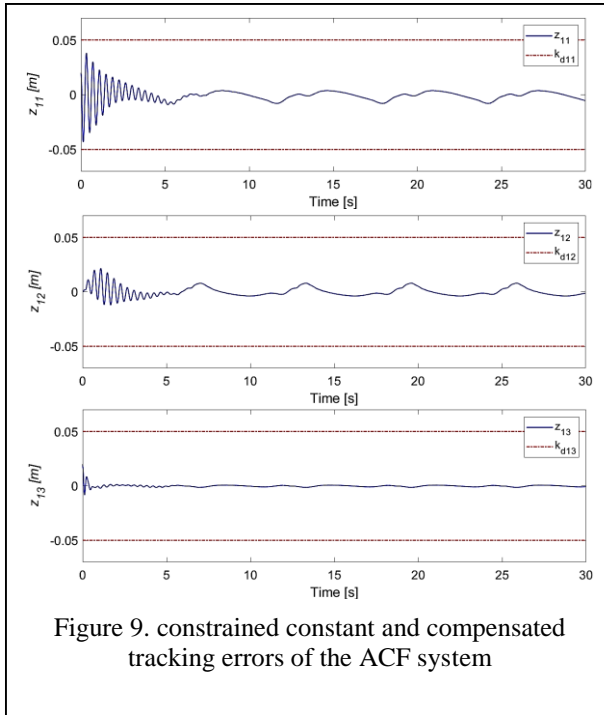 0.05
z11
kd11
z11 [m]
0
-0.05
0 5 10 15 20 25 30
Time [s]
0.05
z12
kd12
z12 [m]
0
-0.05
0 5 10 15 20 25 30
Time [s]
0.05
z13
kd13
z13 [m]
0
-0.05
0 5 10 15 20 25 30
Time [s]
Figure 9. constrained constant and compensated
tracking errors of the ACF system